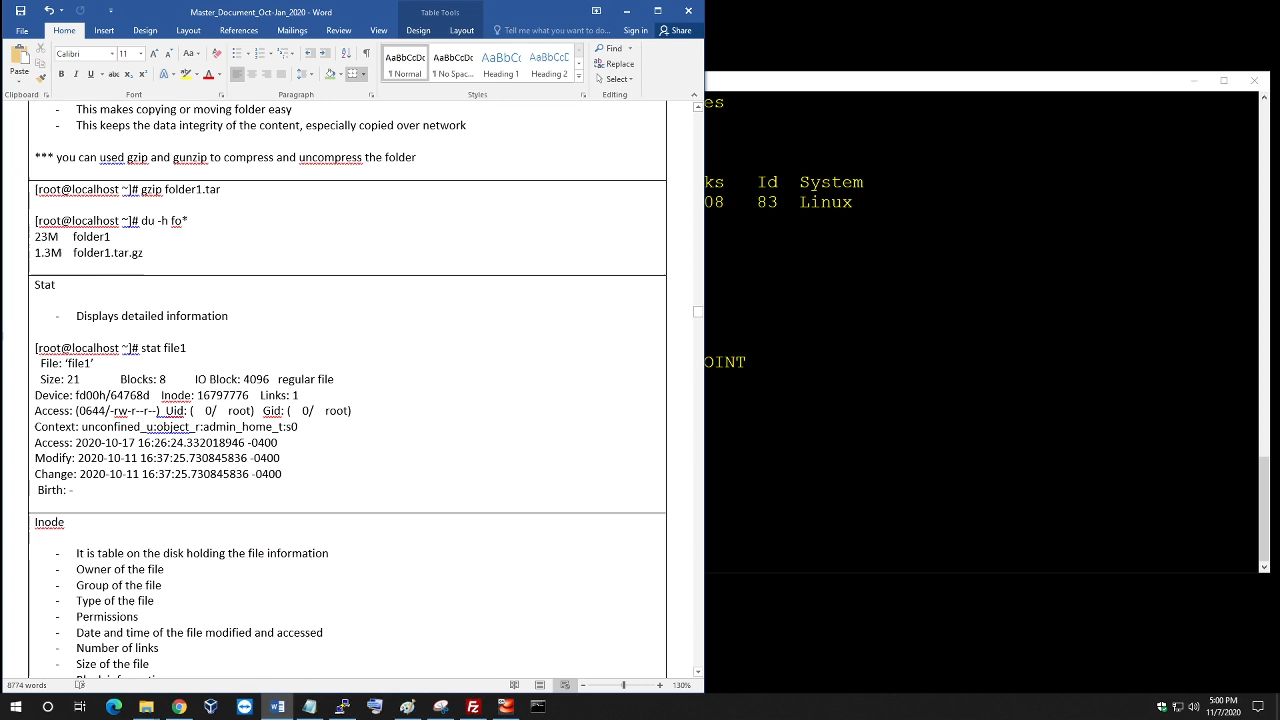 Master_Document_Oct-Jan_2020 - Word
Table Tools
File Home Insert Design Layout References Mailings Review View Design Layout Tell me what you want to do... Sign in Share
Paste
Calibri 11
Find
Replace
Select
AaBbCcDc AaBbCcDc AaBbCc AaBbCcD
¶ Normal ¶ No Spac... Heading 1 Heading 2
Clipboard Font Paragraph Styles Editing
- This makes copying or moving folder easy
- This keeps the data integrity of the content, especially copied over network
*** you can used gzip and gunzip to compress and uncompress the folder
[root@localhost ~]# gzip folder1.tar
[root@localhost ~]# du -h fo*
23M folder1
1.3M folder1.tar.gz
Stat
- Displays detailed information
[root@localhost ~]# stat file1
File: ‘file1’
Size: 21 Blocks: 8 IO Block: 4096 regular file
Device: fd00h/64768d Inode: 16797776 Links: 1
Access: (0644/-rw-r--r--) Uid: ( 0/ root) Gid: ( 0/ root)
Context: unconfined_u:object_r:admin_home_t:s0
Access: 2020-10-17 16:26:24.332018946 -0400
Modify: 2020-10-11 16:37:25.730845836 -0400
Change: 2020-10-11 16:37:25.730845836 -0400
Birth: -
Inode
- It is table on the disk holding the file information
- Owner of the file
- Group of the file
- Type of the file
- Permissions
- Date and time of the file modified and accessed
- Number of links
- Size of the file
8774 words
130%
es
ks Id System
08 83 Linux
OINT
5:00 PM
11/7/2020